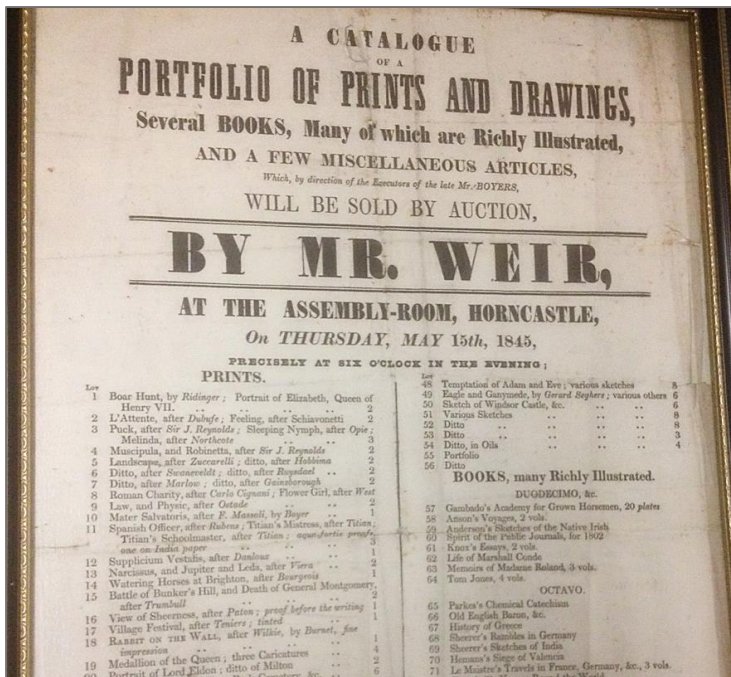 A CATALOGUE
OF A
PORTFOLIO OF PRINTS AND DRAWINGS,
Several BOOKS, Many of which are Richly Illustrated,
AND A FEW MISCELLANEOUS ARTICLES,
Which, by direction of the Executors of the late Mr. BOYERS,
WILL BE SOLD BY AUCTION,
BY MR. WEIR,
AT THE ASSEMBLY-ROOM, HORNCASTLE,
On THURSDAY, MAY 15th, 1845,
PRECISELY AT SIX O'CLOCK IN THE EVENING;
PRINTS.
Lot
1 Boar Hunt, by Ridinger; Portrait of Elizabeth, Queen of
Henry VII. .. .. .. .. 2
2 L'Attente, after Dubufe; Feeling, after Schiavonetti 2
3 Puck, after Sir J. Reynolds; Sleeping Nymph, after Opie;
Melinda, after Northcote .. .. 3
4 Muscipula, and Robinetta, after Sir J. Reynolds 2
5 Landscape, after Zuccarelli; ditto, after Hobbima 2
6 Ditto, after Swaneveldt; ditto, after Ruysdael .. 2
7 Ditto, after Marlow; ditto, after Gainsborough 2
8 Roman Charity, after Carlo Cignani; Flower Girl, after West 2
9 Law, and Physic, after Ostade .. .. 2
10 Mater Salvatoris, after F. Massoli, by Boyer .. 1
11 Spanish Officer, after Rubens; Titian's Mistress, after Titian;
Titian's Schoolmaster, after Titian; aqua-fortis proofs,
one on India paper .. .. .. 3
12 Supplicium Vestalis, after Danloux .. .. 1
13 Narcissus, and Jupiter and Leda, after Viera .. 2
14 Watering Horses at Brighton, after Bourgeois 1
15 Battle of Bunker's Hill, and Death of General Montgomery,
after Trumbull .. .. .. 2
16 View of Sheerness, after Paton; proof before the writing 1
17 Village Festival, after Teniers; tinted .. 1
18 RABBIT ON THE WALL, after Wilkie, by Burnet, fine
impression .. .. .. 1
19 Medallion of the Queen; three Caricatures .. 4
20 Portrait of Lord Eldon; ditto of Milton .. 2
Lot
48 Temptation of Adam and Eve; various sketches 8
49 Eagle and Ganymede, by Gerard Seghers; various others 6
50 Sketch of Windsor Castle, &c. .. .. 6
51 Various Sketches .. .. .. 8
52 Ditto .. .. .. .. 8
53 Ditto .. .. .. .. 3
54 Ditto, in Oils .. .. .. 4
55 Portfolio
56 Ditto
BOOKS, many Richly Illustrated.
DUODECIMO, &c.
57 Gambado's Academy for Grown Horsemen, 20 plates
58 Anson's Voyages, 2 vols.
59 Anderson's Sketches of the Native Irish
60 Spirit of the Public Journals, for 1802
61 Knox's Essays, 2 vols.
62 Life of Marshall Conde
63 Memoirs of Madame Roland, 3 vols.
64 Tom Jones, 4 vols.
OCTAVO.
65 Parkes's Chemical Catechism
66 Old English Baron, &c.
67 History of Greece
68 Sheerer's Rambles in Germany
69 Sheerer's Sketches of India
70 Hemans's Siege of Valencia
71 Le Maistre's Travels in France, Germany, &c., 3 vols.